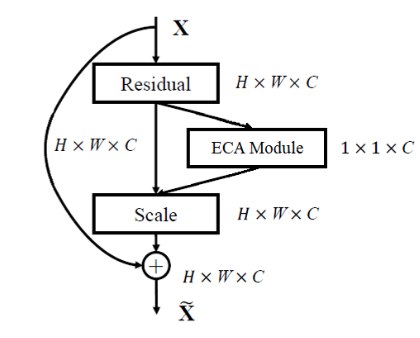 X
Residual
H × W × C
H × W × C
ECA Module
1 × 1 × C
Scale
H × W × C
+
H × W × C
X̃